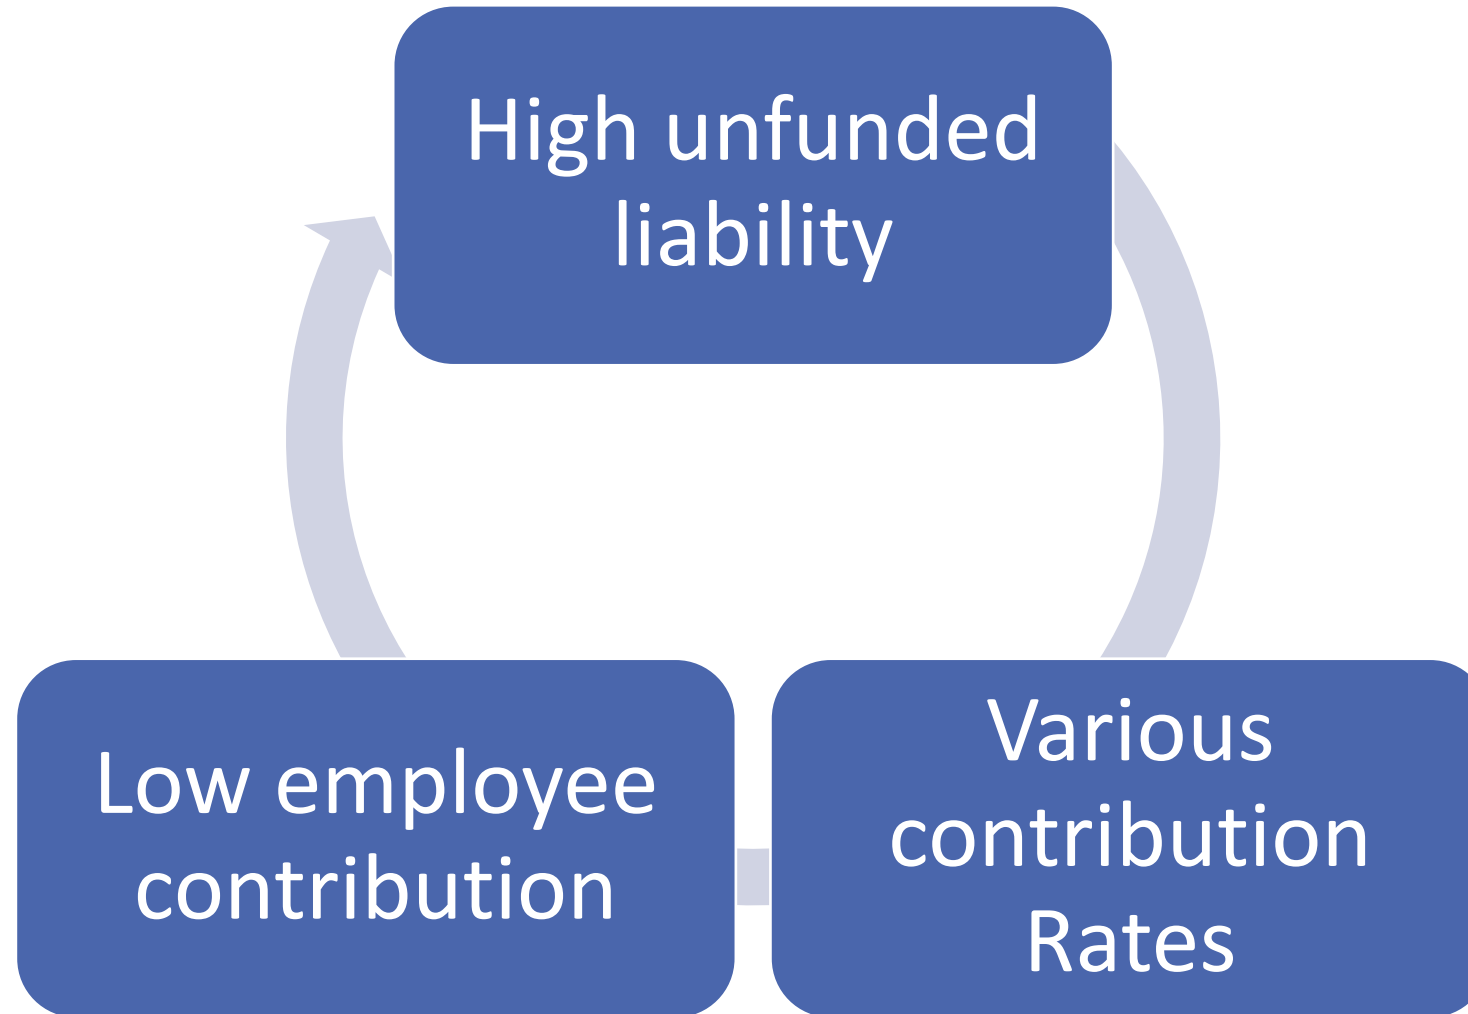 High unfunded
liability
Low employee
contribution
Various
contribution
Rates